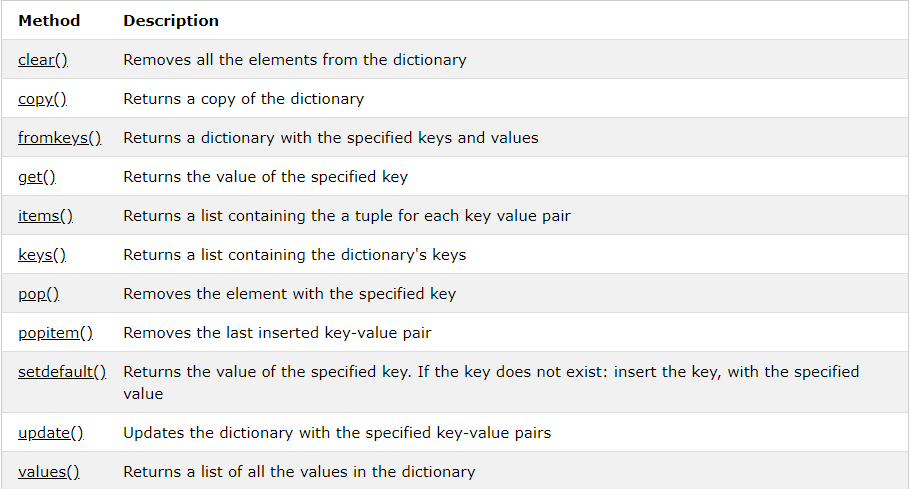 Method Description
clear() Removes all the elements from the dictionary
copy() Returns a copy of the dictionary
fromkeys() Returns a dictionary with the specified keys and values
get() Returns the value of the specified key
items() Returns a list containing the a tuple for each key value pair
keys() Returns a list containing the dictionary's keys
pop() Removes the element with the specified key
popitem() Removes the last inserted key-value pair
setdefault() Returns the value of the specified key. If the key does not exist: insert the key, with the specified
value
update() Updates the dictionary with the specified key-value pairs
values() Returns a list of all the values in the dictionary